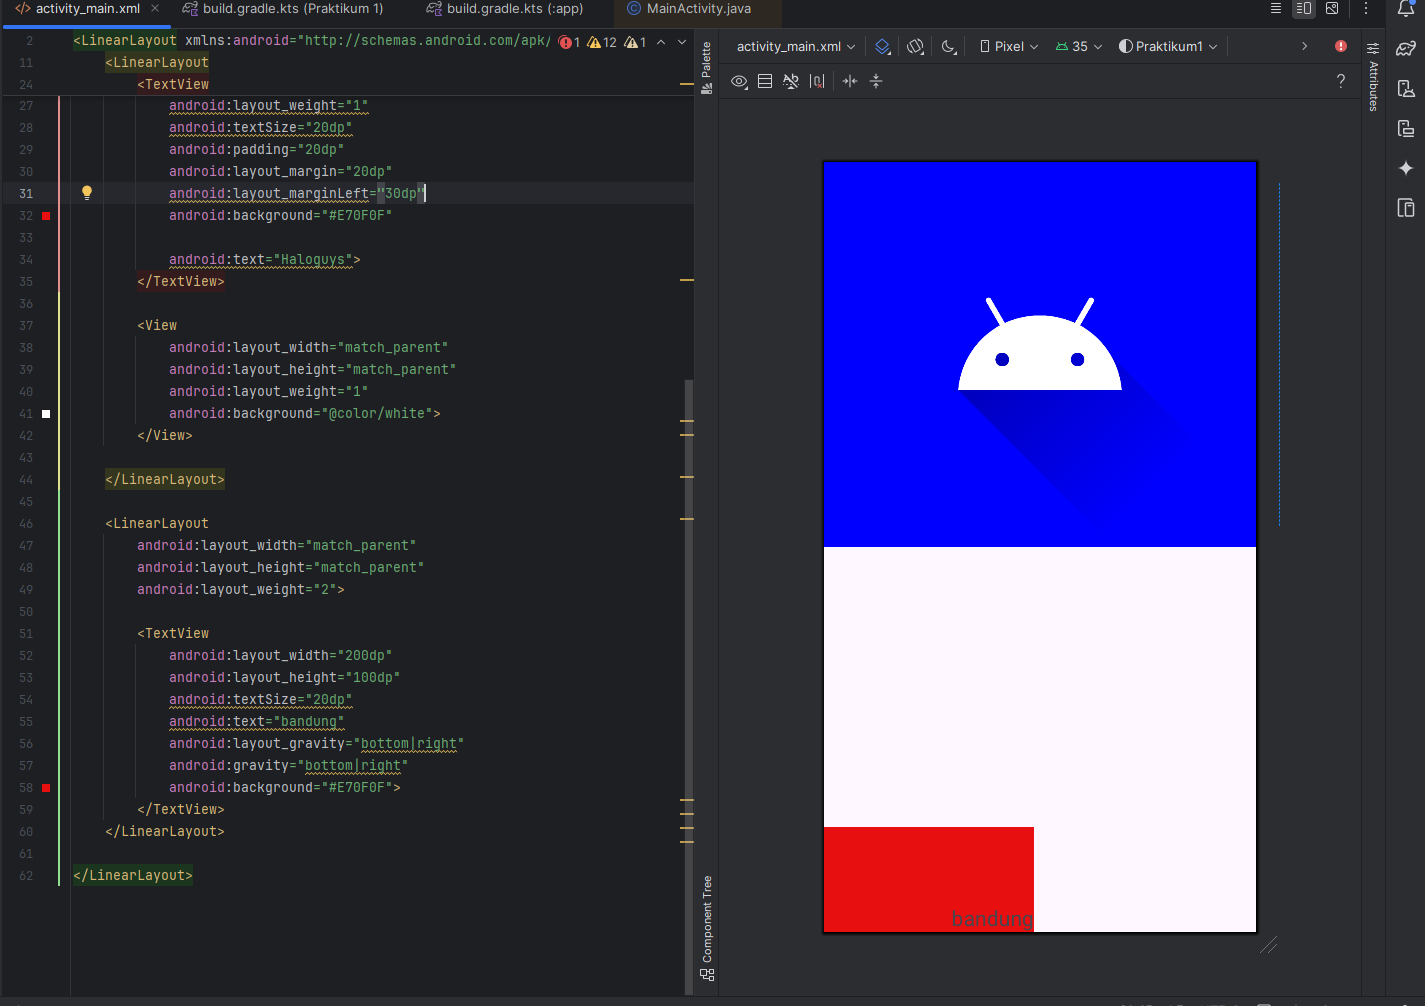 activity_main.xml
build.gradle.kts (Praktikum 1)
build.gradle.kts (:app)
MainActivity.java
2 <LinearLayout xmlns:android="http://schemas.android.com/apk/
1 12 1
11 <LinearLayout
24 <TextView
27 android:layout_weight="1"
28 android:textSize="20dp"
29 android:padding="20dp"
30 android:layout_margin="20dp"
31 android:layout_marginLeft="30dp"
32 android:background="#E70F0F"
33
34 android:text="Haloguys">
35 </TextView>
36
37 <View
38 android:layout_width="match_parent"
39 android:layout_height="match_parent"
40 android:layout_weight="1"
41 android:background="@color/white">
42 </View>
43
44 </LinearLayout>
45
46 <LinearLayout
47 android:layout_width="match_parent"
48 android:layout_height="match_parent"
49 android:layout_weight="2">
50
51 <TextView
52 android:layout_width="200dp"
53 android:layout_height="100dp"
54 android:textSize="20dp"
55 android:text="bandung"
56 android:layout_gravity="bottom|right"
57 android:gravity="bottom|right"
58 android:background="#E70F0F">
59 </TextView>
60 </LinearLayout>
61
62 </LinearLayout>
Palette
Component Tree
activity_main.xml
Pixel
35
Praktikum1
?
Attributes
bandung